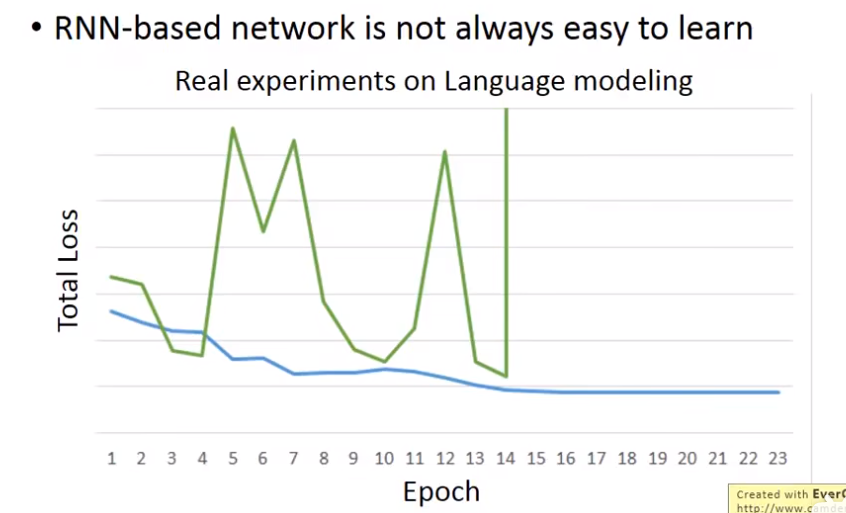 • RNN-based network is not always easy to learn
Real experiments on Language modeling
Total Loss
1 2 3 4 5 6 7 8 9 10 11 12 13 14 15 16 17 18 19 20 21 22 23
Epoch
Created with